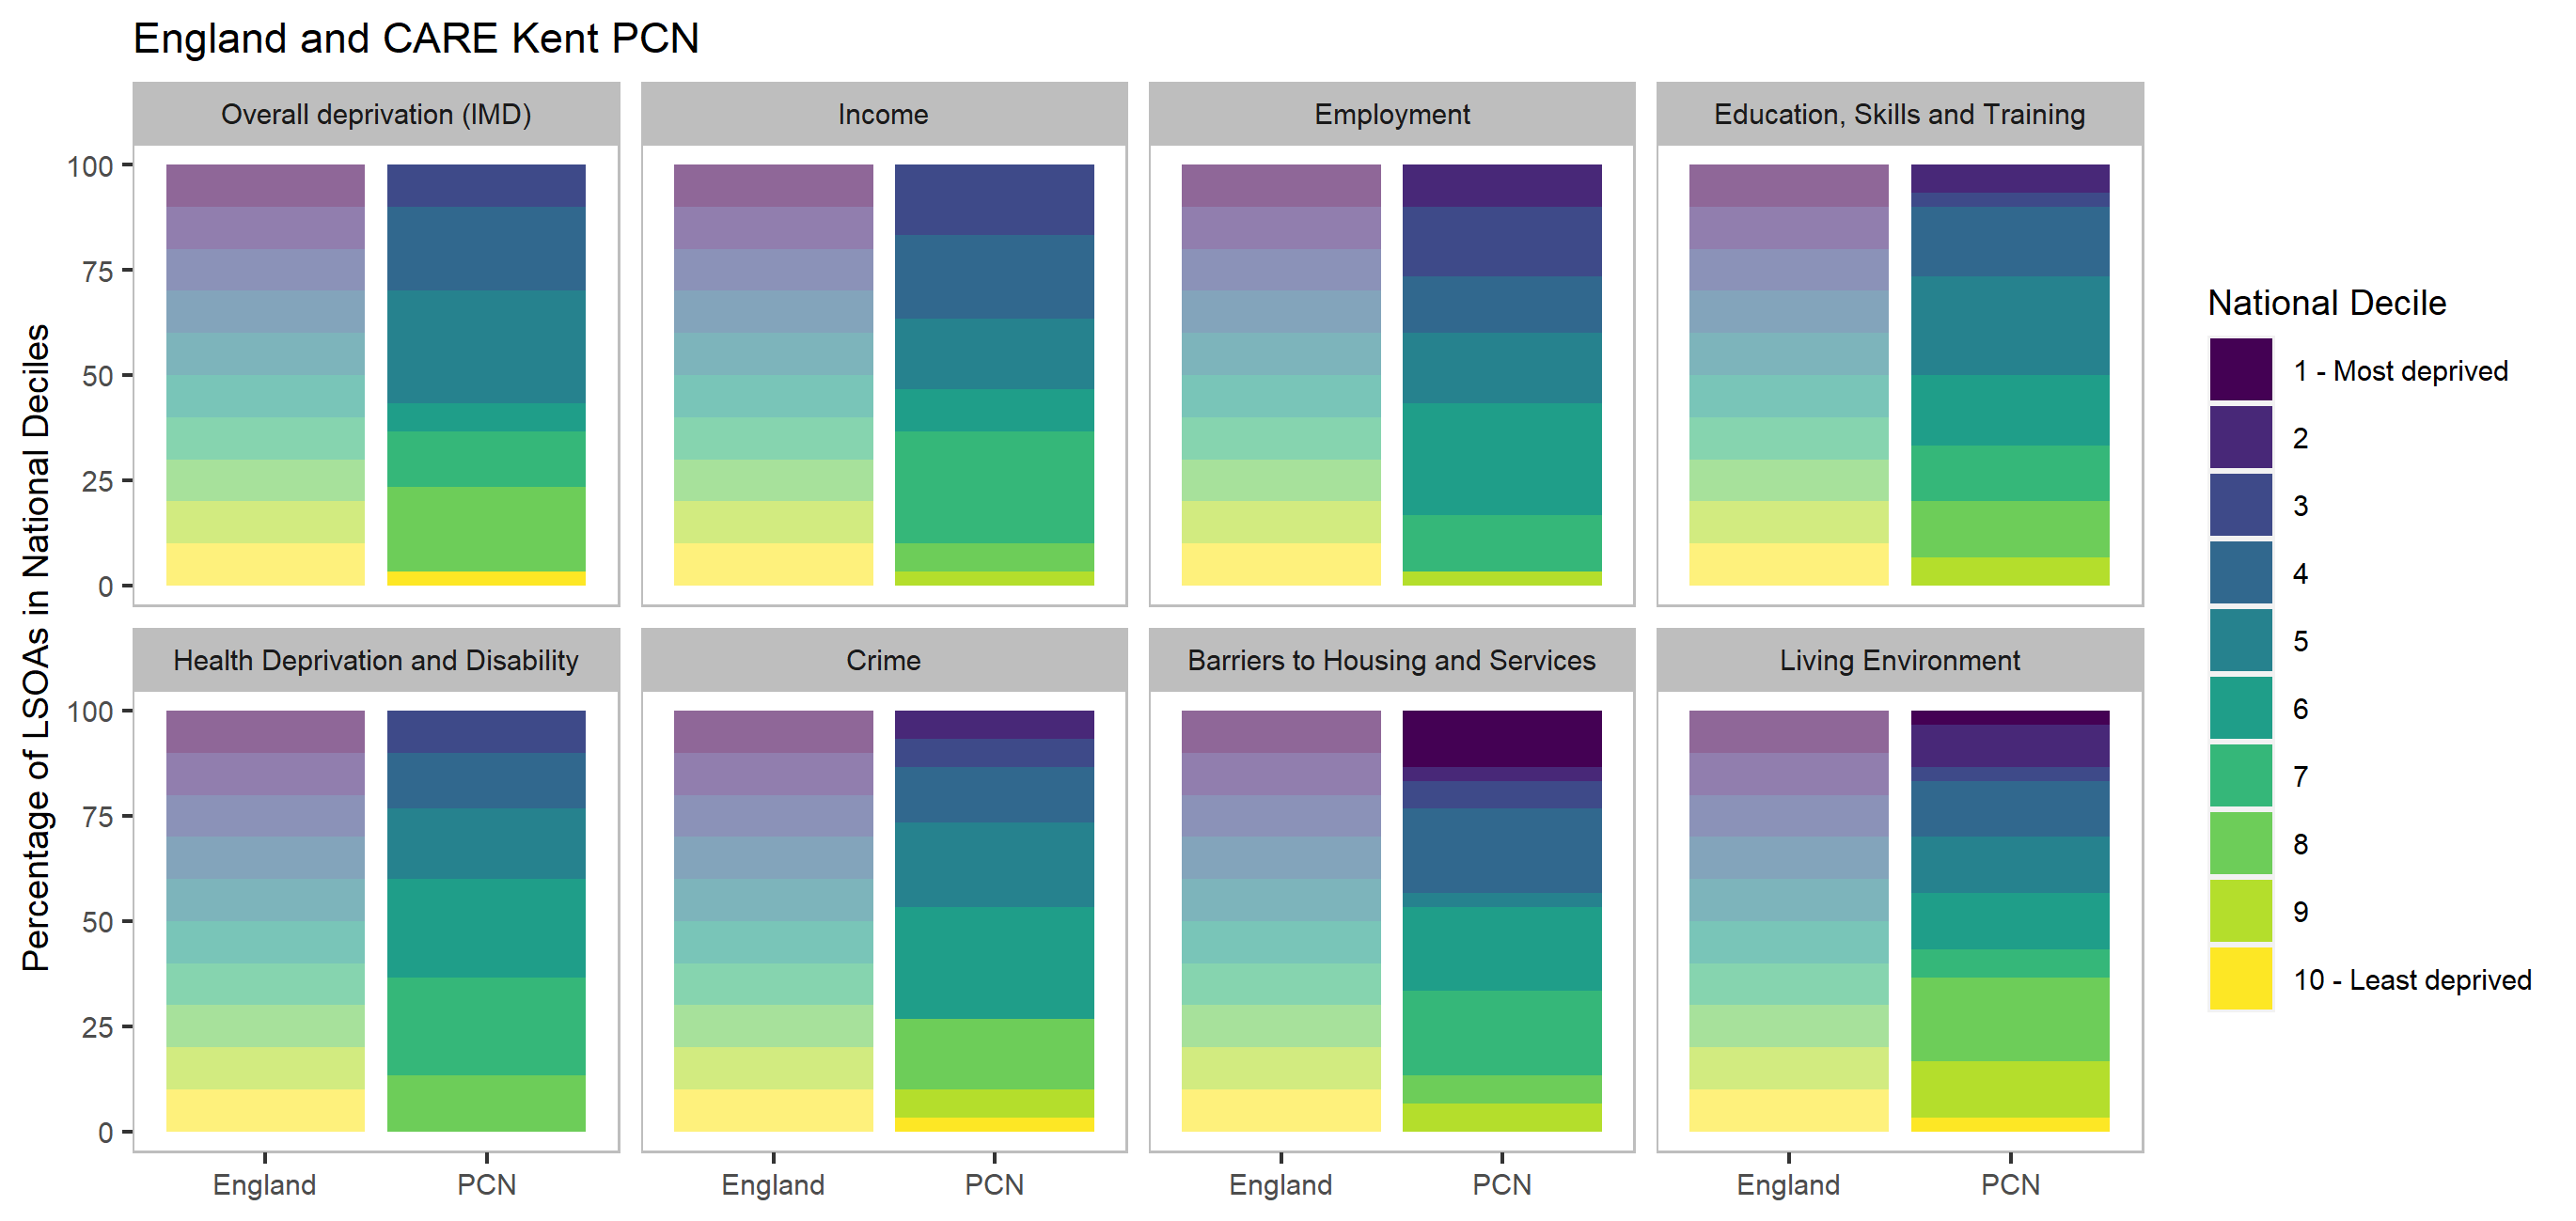 England and CARE Kent PCN
Overall deprivation (IMD)
Income
Employment
Education, Skills and Training
100
75
50
25
0
Health Deprivation and Disability
Crime
Barriers to Housing and Services
Living Environment
100
75
50
25
0
England
PCN
England
PCN
England
PCN
England
PCN
Percentage of LSOAs in National Deciles
National Decile
1 - Most deprived
2
3
4
5
6
7
8
9
10 - Least deprived